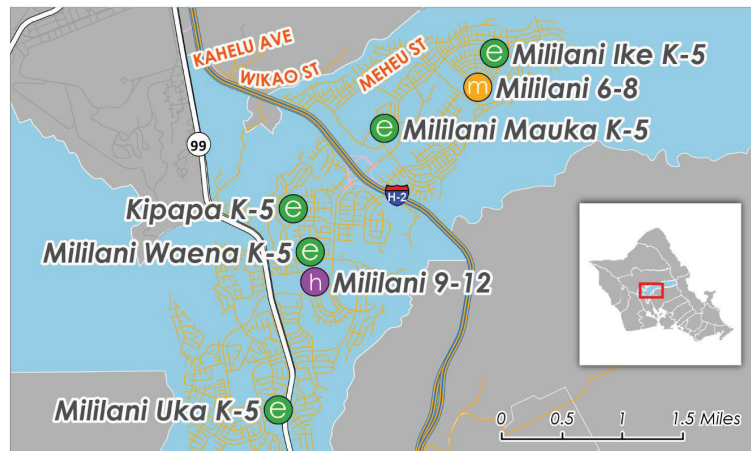 KAHELU AVE
WIKAO ST
MEHEU ST
e Mililani Ike K-5
m Mililani 6-8
e Mililani Mauka K-5
99
H-2
Kipapa K-5 e
Mililani Waena K-5 e
h Mililani 9-12
Mililani Uka K-5 e
0 0.5 1 1.5 Miles